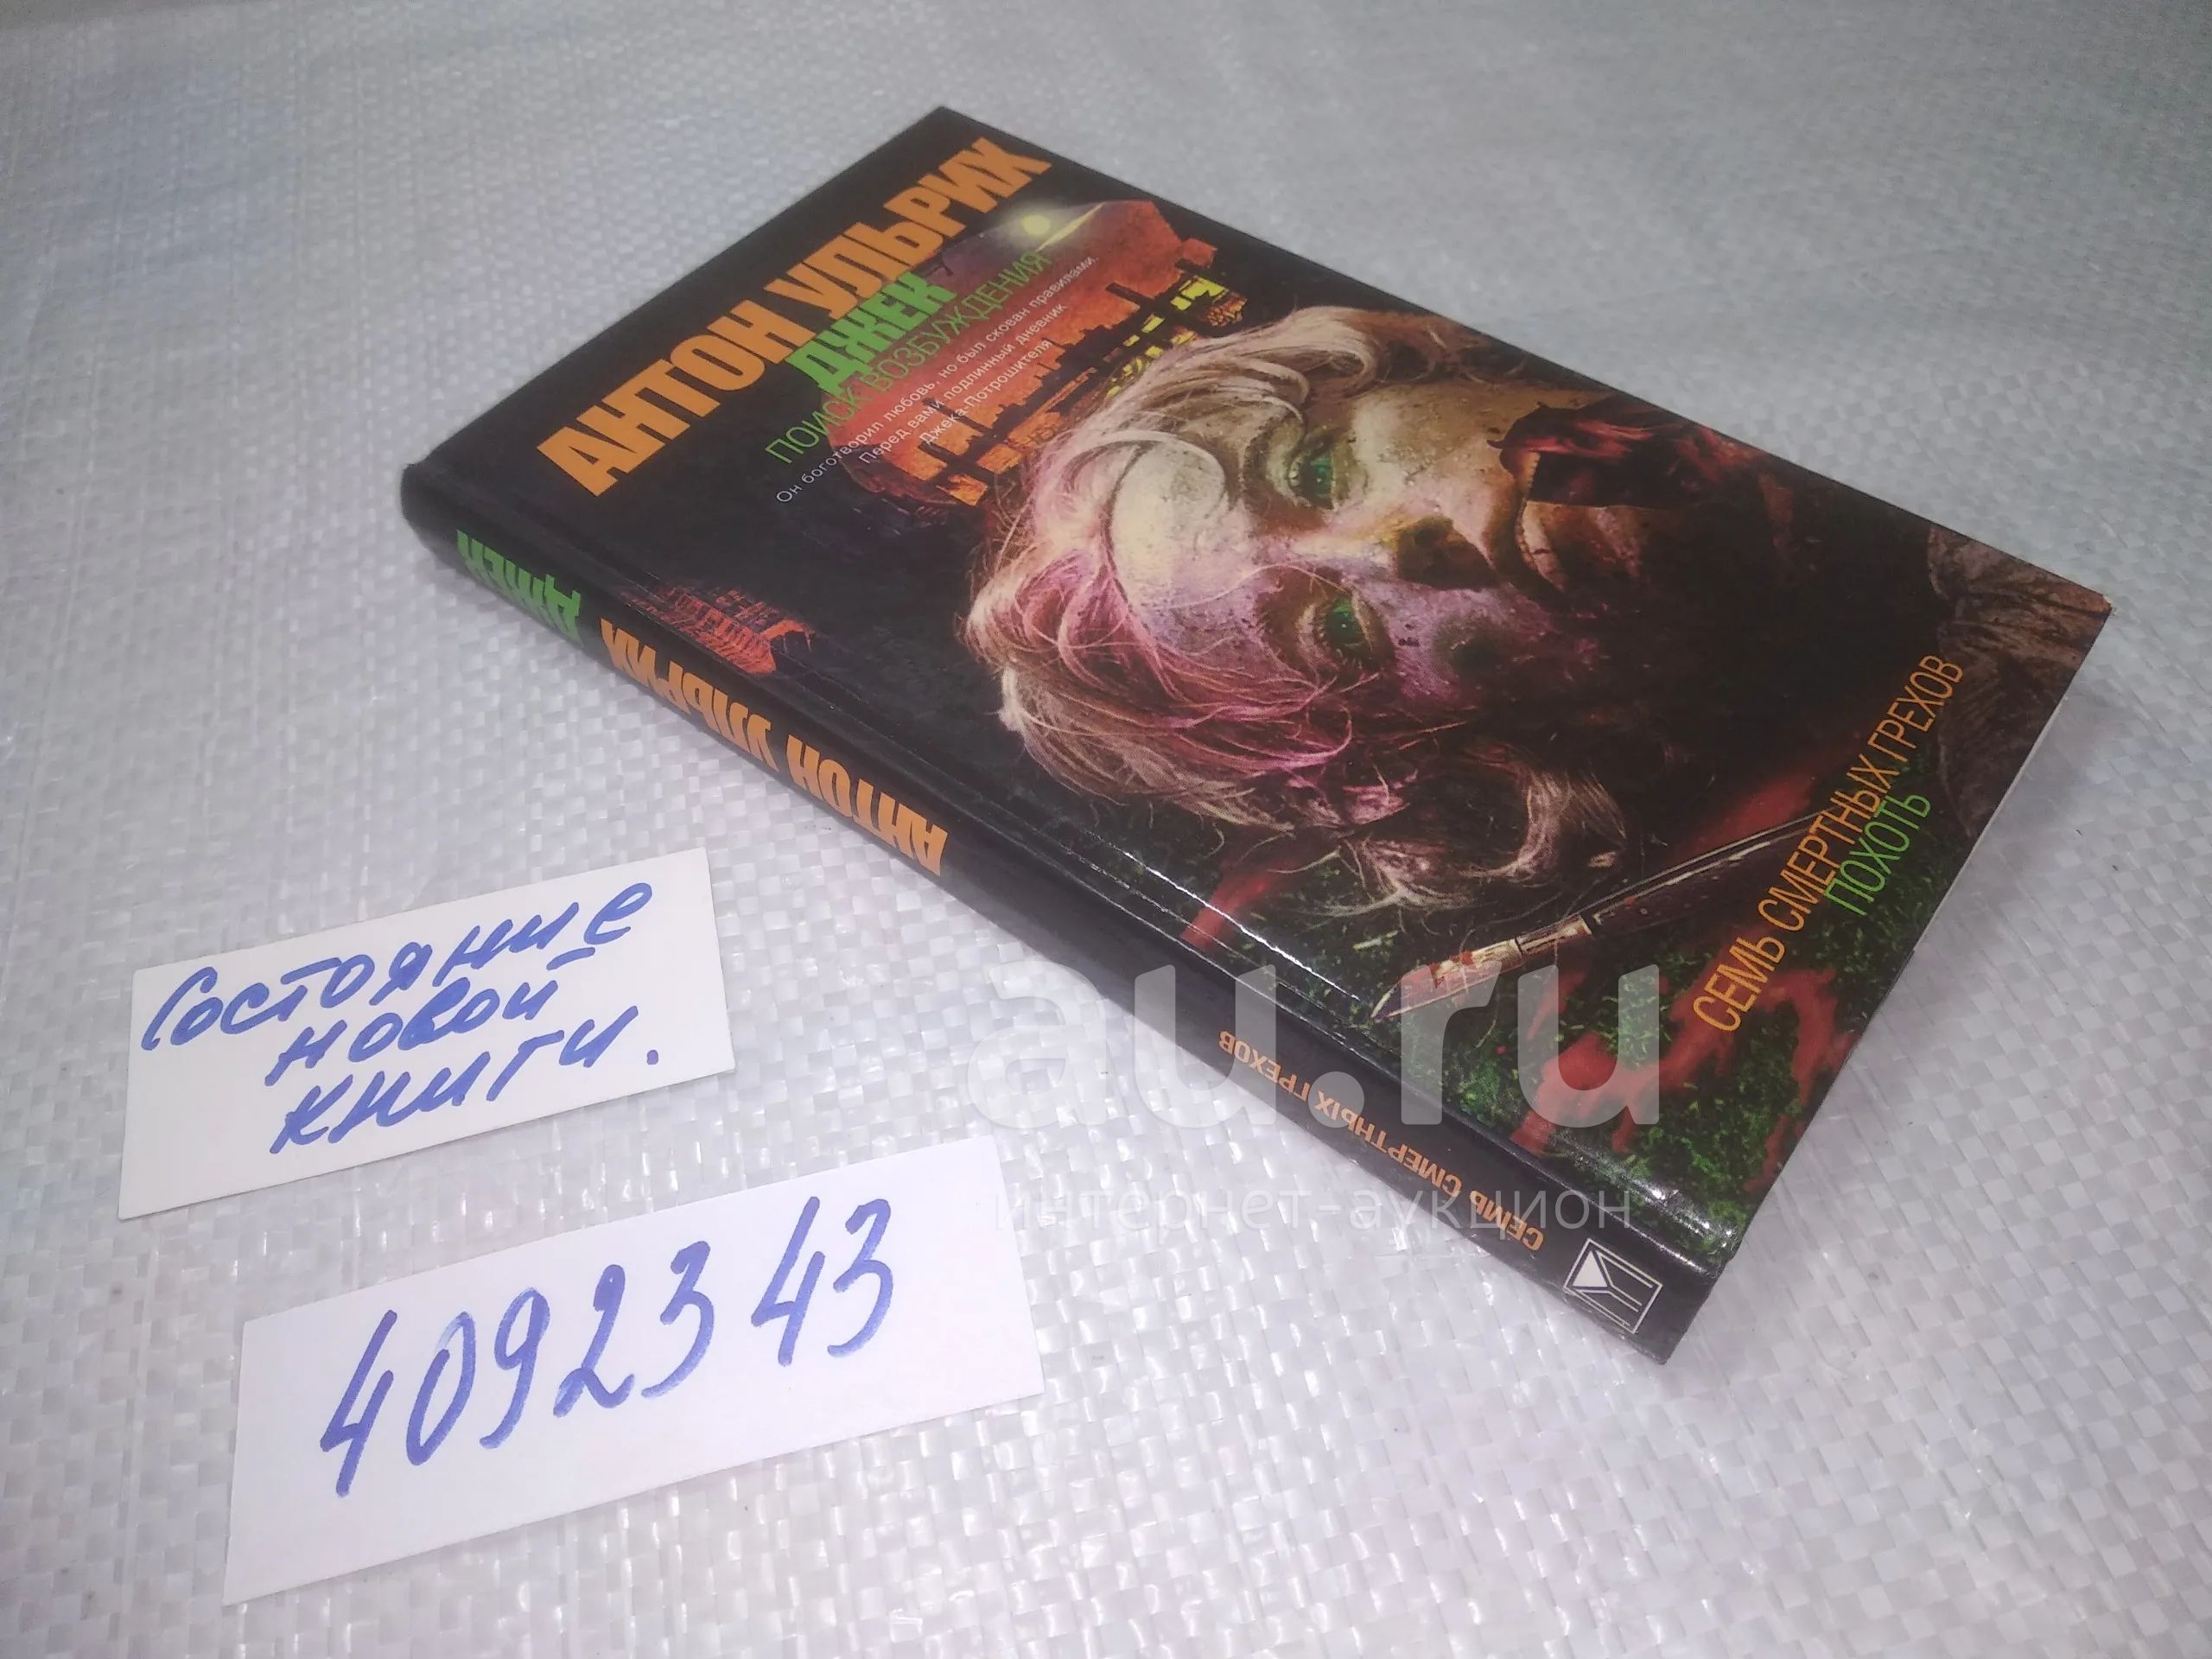 АНТОН УЛЬРИХ
ДЖЕК
ПОИСК ВОЗБУЖДЕНИЯ
Он боготворил любовь, но был скован правилами.
Перед вами подлинный дневник
Джека-Потрошителя
СЕМЬ СМЕРТНЫХ ГРЕХОВ
ПОХОТЬ
СЕМЬ СМЕРТНЫХ ГРЕХОВ
АНТОН УЛЬРИХ
ДЖЕК
Состояние
новой
книги.
4092343
au.ru
интернет-аукцион